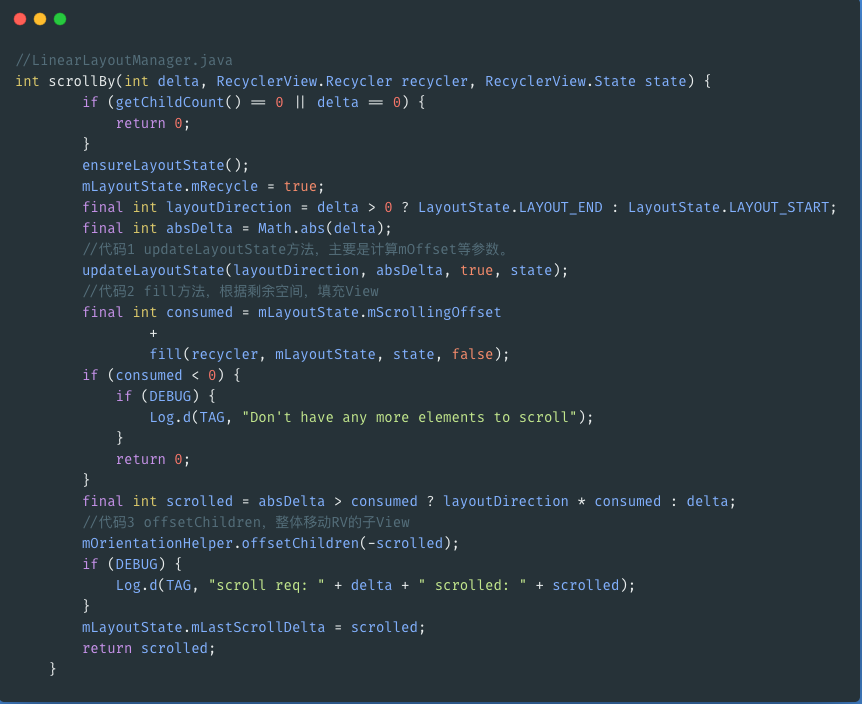 //LinearLayoutManager.java
int scrollBy(int delta, RecyclerView.Recycler recycler, RecyclerView.State state) {
        if (getChildCount() == 0 || delta == 0) {
            return 0;
        }
        ensureLayoutState();
        mLayoutState.mRecycle = true;
        final int layoutDirection = delta > 0 ? LayoutState.LAYOUT_END : LayoutState.LAYOUT_START;
        final int absDelta = Math.abs(delta);
        //代码1 updateLayoutState方法，主要是计算mOffset等参数。
        updateLayoutState(layoutDirection, absDelta, true, state);
        //代码2 fill方法，根据剩余空间，填充View
        final int consumed = mLayoutState.mScrollingOffset
                +
                fill(recycler, mLayoutState, state, false);
        if (consumed < 0) {
            if (DEBUG) {
                Log.d(TAG, "Don't have any more elements to scroll");
            }
            return 0;
        }
        final int scrolled = absDelta > consumed ? layoutDirection * consumed : delta;
        //代码3 offsetChildren，整体移动RV的子View
        mOrientationHelper.offsetChildren(-scrolled);
        if (DEBUG) {
            Log.d(TAG, "scroll req: " + delta + " scrolled: " + scrolled);
        }
        mLayoutState.mLastScrollDelta = scrolled;
        return scrolled;
    }